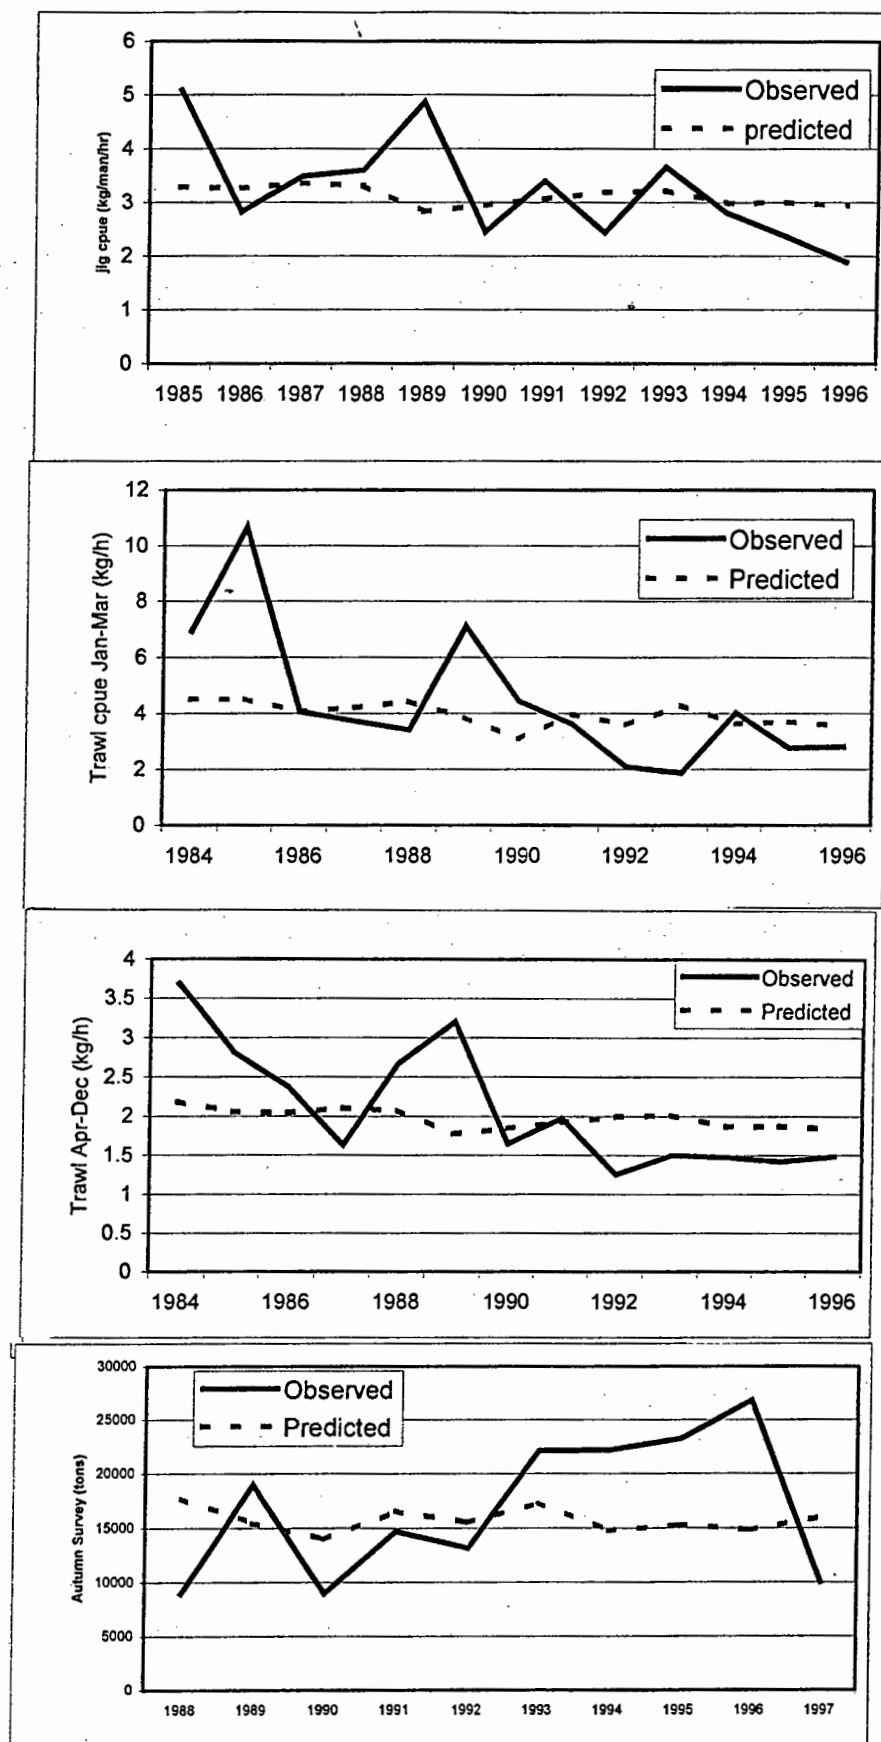 6
5
4
3
2
1
0
jig cpue (kg/man/hr)
Observed
predicted
1985 1986 1987 1988 1989 1990 1991 1992 1993 1994 1995 1996
12
10
8
6
4
2
0
Trawl cpue Jan-Mar (kg/h)
Observed
Predicted
1984 1986 1988 1990 1992 1994 1996
4
3.5
3
2.5
2
1.5
1
0.5
0
Trawl Apr-Dec (kg/h)
Observed
Predicted
1984 1986 1988 1990 1992 1994 1996
30000
25000
20000
15000
10000
5000
0
Autumn Survey (tons)
Observed
Predicted
1988 1989 1990 1991 1992 1993 1994 1995 1996 1997